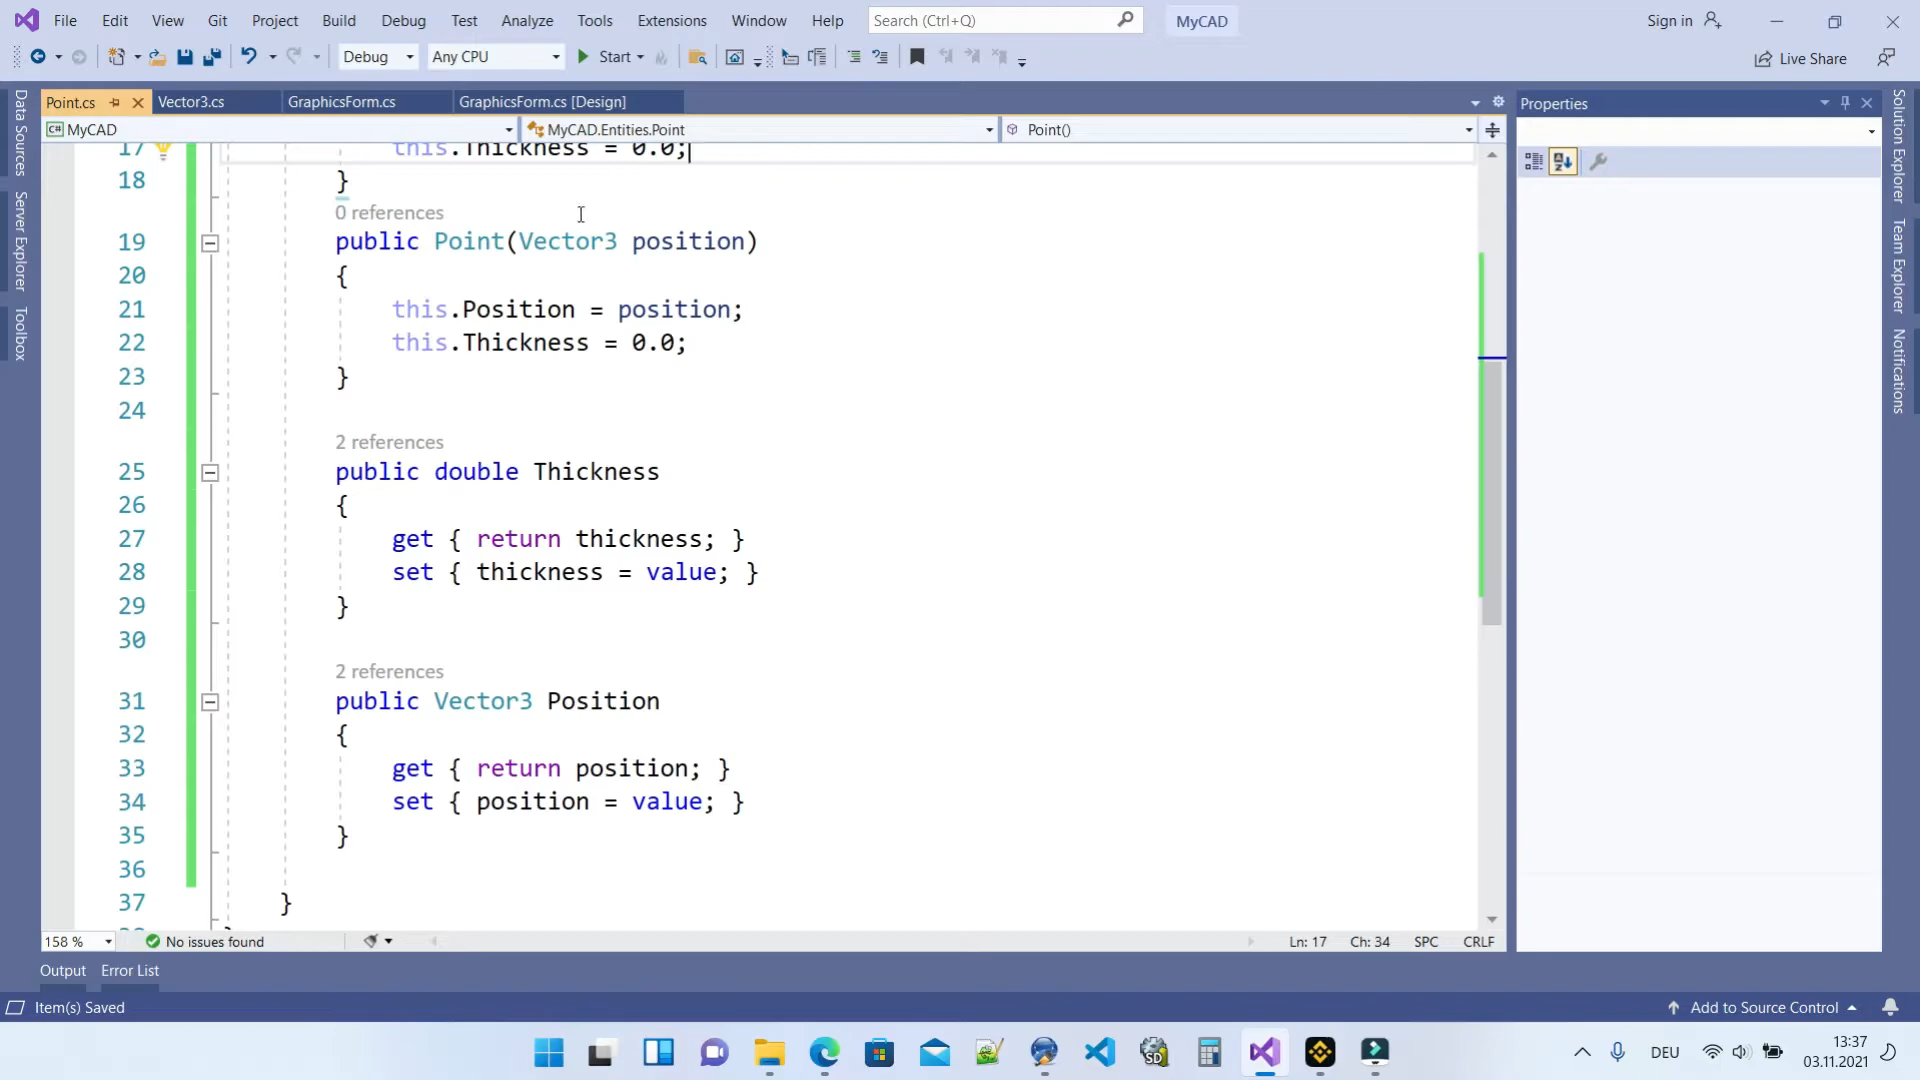 File Edit View Git Project Build Debug Test Analyze Tools Extensions Window Help Search (Ctrl+Q) MyCAD Sign in
Debug Any CPU Start Live Share
Point.cs Vector3.cs GraphicsForm.cs GraphicsForm.cs [Design] Properties
C# MyCAD MyCAD.Entities.Point Point()
Data Sources
Server Explorer
Toolbox
17 this.Thickness = 0.0;
18 }
0 references
19 public Point(Vector3 position)
20 {
21 this.Position = position;
22 this.Thickness = 0.0;
23 }
24
2 references
25 public double Thickness
26 {
27 get { return thickness; }
28 set { thickness = value; }
29 }
30
2 references
31 public Vector3 Position
32 {
33 get { return position; }
34 set { position = value; }
35 }
36
37 }
Solution Explorer
Team Explorer
Notifications
158 % No issues found Ln: 17 Ch: 34 SPC CRLF
Output Error List
Item(s) Saved Add to Source Control
DEU 13:37
03.11.2021